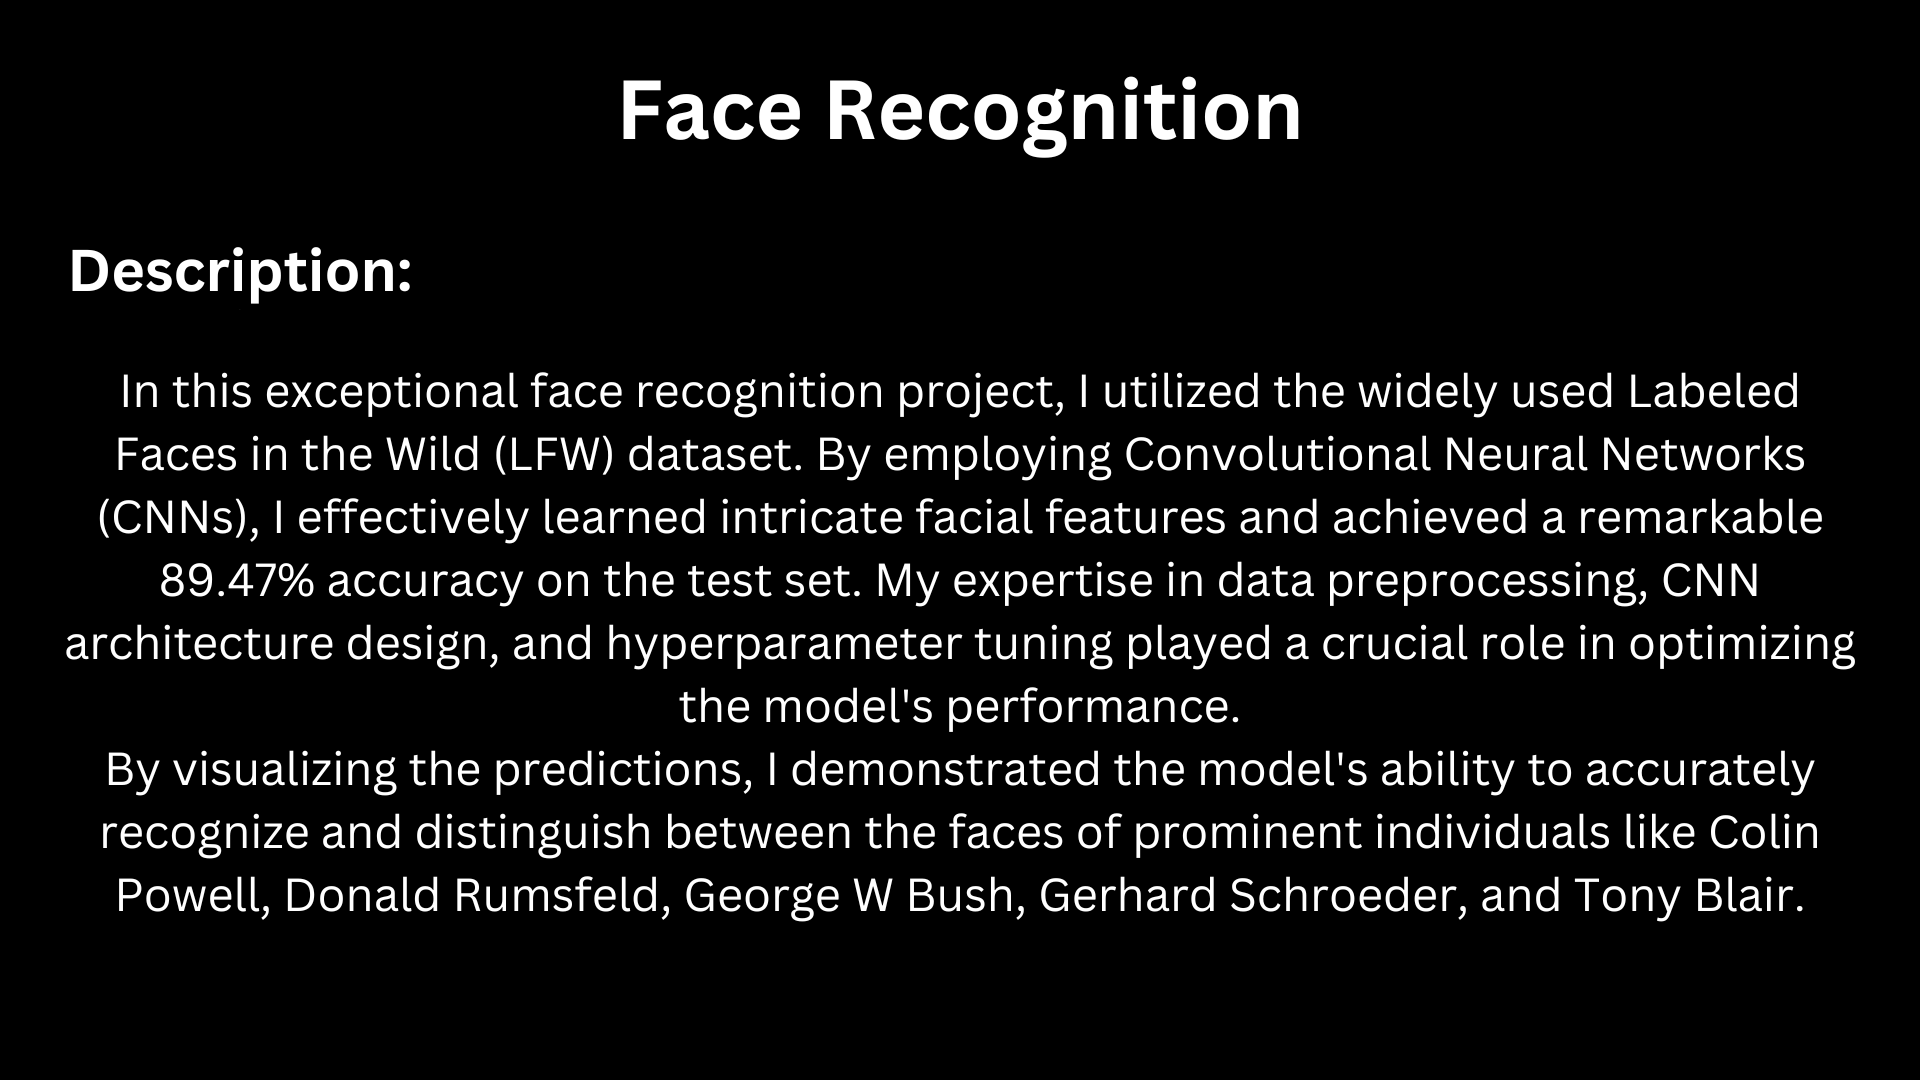 Face Recognition
Description:
In this exceptional face recognition project, I utilized the widely used Labeled
Faces in the Wild (LFW) dataset. By employing Convolutional Neural Networks
(CNNs), I effectively learned intricate facial features and achieved a remarkable
89.47% accuracy on the test set. My expertise in data preprocessing, CNN
architecture design, and hyperparameter tuning played a crucial role in optimizing
the model's performance.
By visualizing the predictions, I demonstrated the model's ability to accurately
recognize and distinguish between the faces of prominent individuals like Colin
Powell, Donald Rumsfeld, George W Bush, Gerhard Schroeder, and Tony Blair.